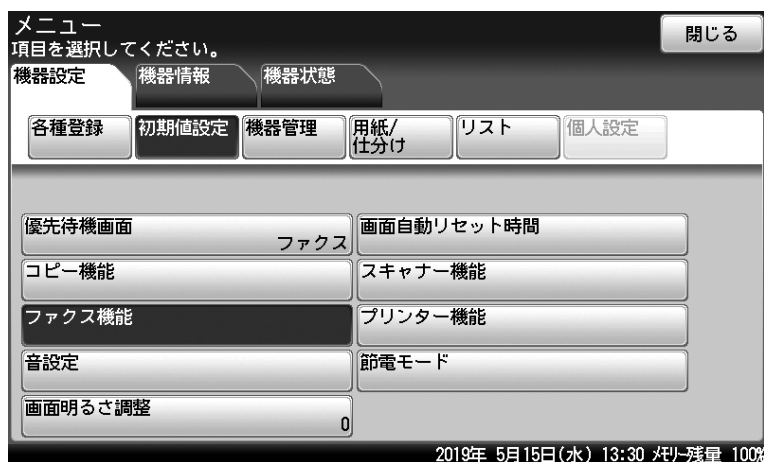 メニュー
項目を選択してください。
閉じる
機器設定
機器情報
機器状態
各種登録
初期値設定
機器管理
用紙/
仕分け
リスト
個人設定
優先待機画面
ファクス
画面自動リセット時間
コピー機能
スキャナー機能
ファクス機能
プリンター機能
音設定
節電モード
画面明るさ調整
0
2019年 5月15日(水) 13:30 メモリー残量 100%